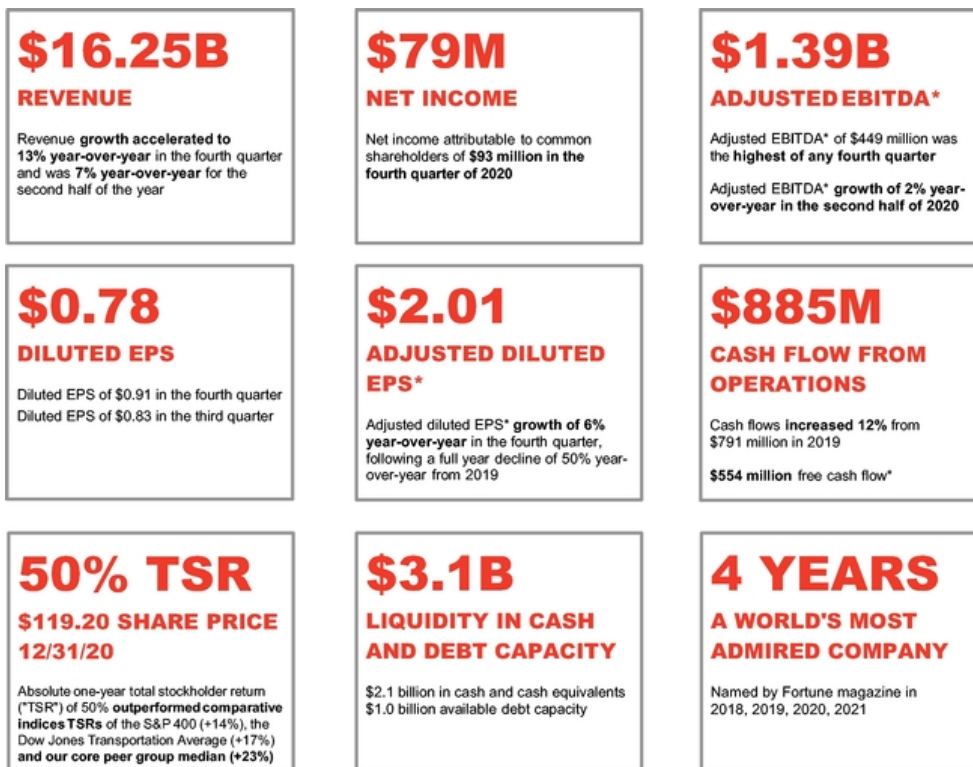 $16.25B
REVENUE
Revenue growth accelerated to
13% year-over-year in the fourth quarter
and was 7% year-over-year for the
second half of the year
$79M
NET INCOME
Net income attributable to common
shareholders of $93 million in the
fourth quarter of 2020
$1.39B
ADJUSTED EBITDA*
Adjusted EBITDA* of $449 million was
the highest of any fourth quarter
Adjusted EBITDA* growth of 2% year-
over-year in the second half of 2020
$0.78
DILUTED EPS
Diluted EPS of $0.91 in the fourth quarter
Diluted EPS of $0.83 in the third quarter
$2.01
ADJUSTED DILUTED
EPS*
Adjusted diluted EPS* growth of 6%
year-over-year in the fourth quarter,
following a full year decline of 50% year-
over-year from 2019
$885M
CASH FLOW FROM
OPERATIONS
Cash flows increased 12% from
$791 million in 2019
$554 million free cash flow*
50% TSR
$119.20 SHARE PRICE
12/31/20
Absolute one-year total stockholder return
("TSR") of 50% outperformed comparative
indices TSRs of the S&P 400 (+14%), the
Dow Jones Transportation Average (+17%)
and our core peer group median (+23%)
$3.1B
LIQUIDITY IN CASH
AND DEBT CAPACITY
$2.1 billion in cash and cash equivalents
$1.0 billion available debt capacity
4 YEARS
A WORLD'S MOST
ADMIRED COMPANY
Named by Fortune magazine in
2018, 2019, 2020, 2021